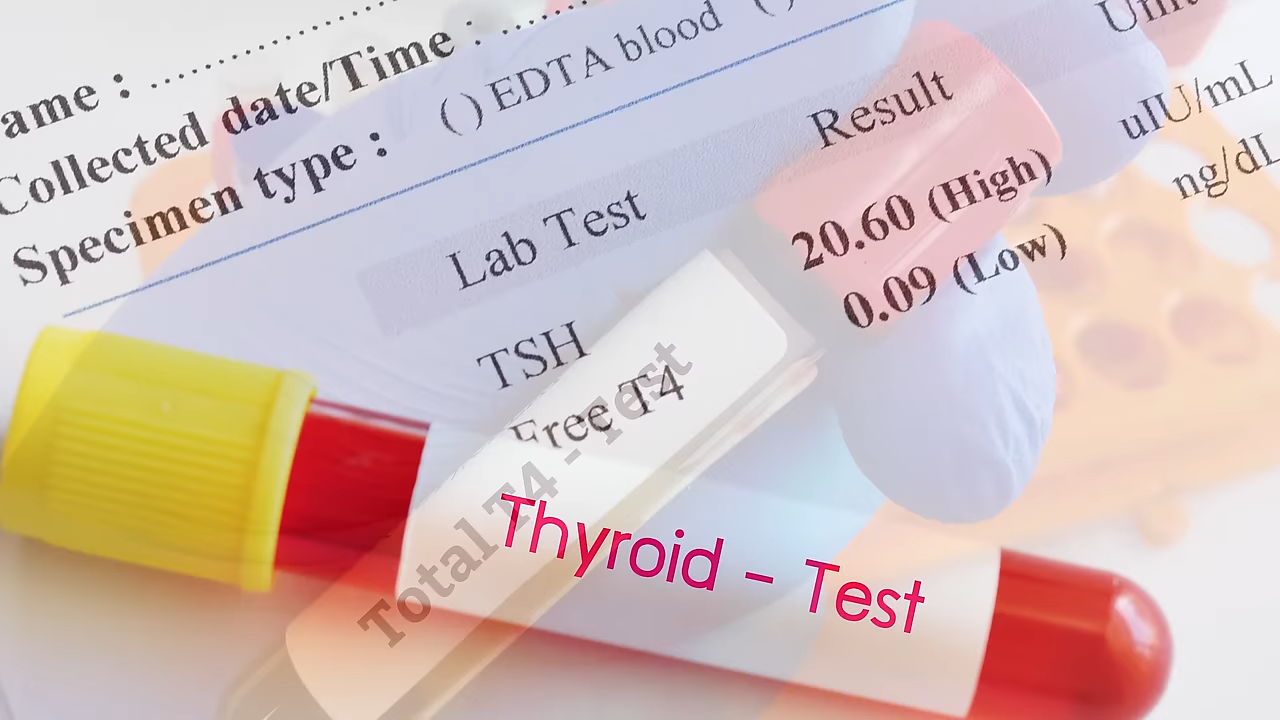 ame : ..........................
Collected date/Time : ..........
Specimen type : ( ) EDTA blood ( )
Lab Test Result Unit
TSH 20.60 (High) uIU/mL
Free T4 0.09 (Low) ng/dL
Total T4 - Test
Thyroid - Test